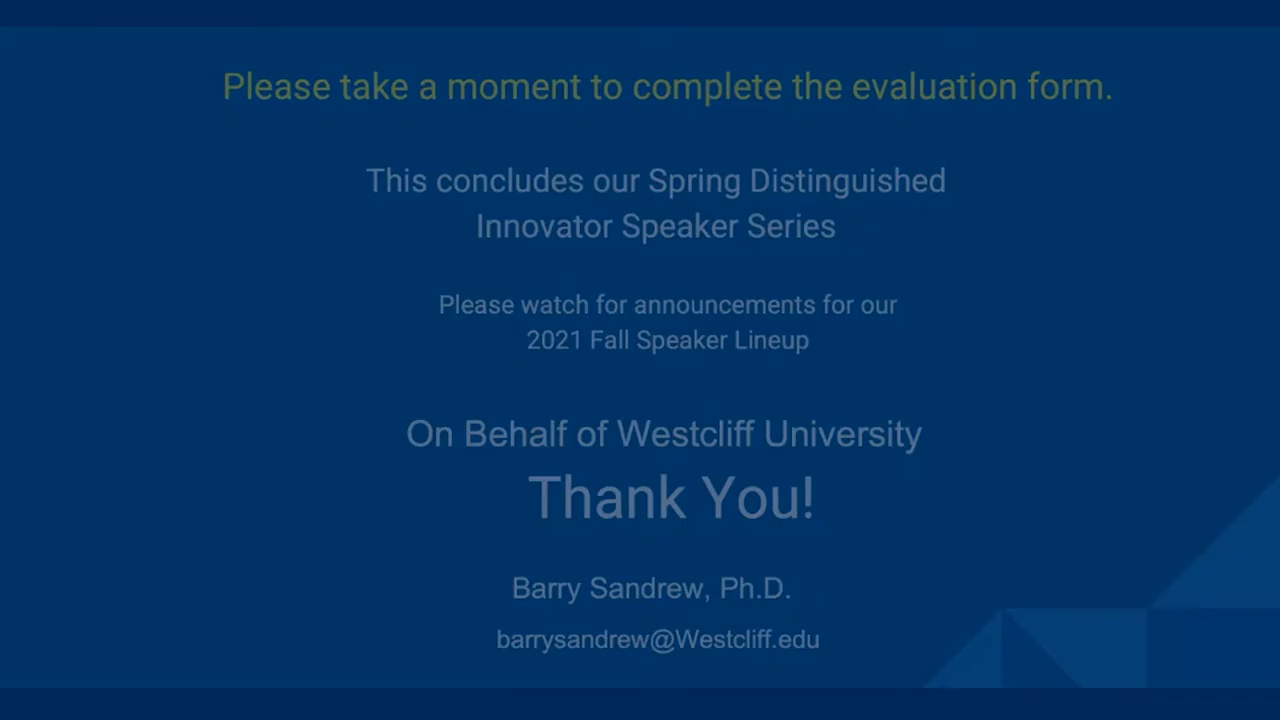 Please take a moment to complete the evaluation form.
This concludes our Spring Distinguished
Innovator Speaker Series
Please watch for announcements for our
2021 Fall Speaker Lineup
On Behalf of Westcliff University
Thank You!
Barry Sandrew, Ph.D.
barrysandrew@Westcliff.edu